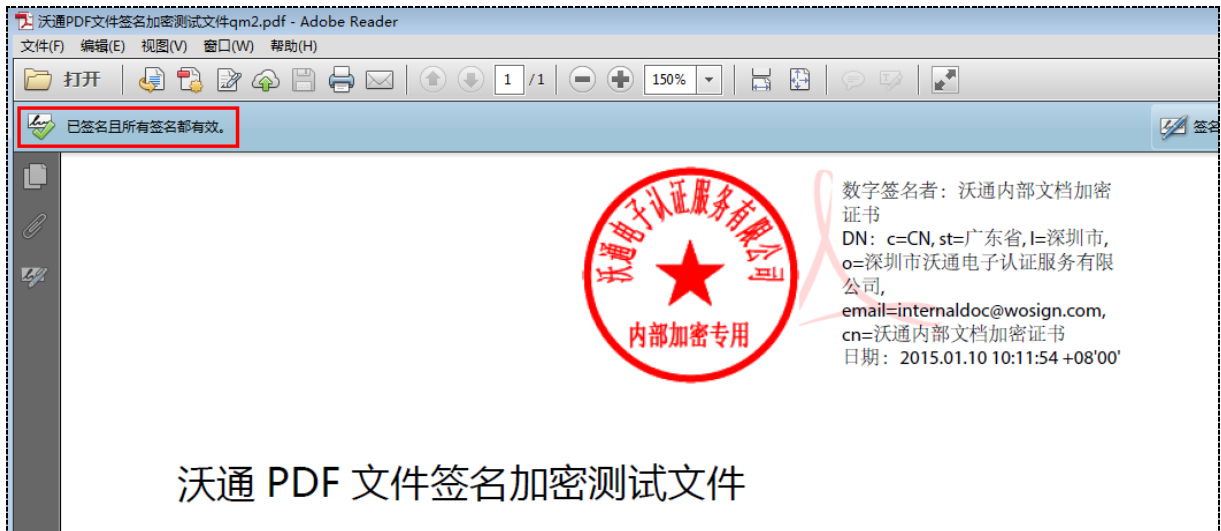 沃通PDF文件签名加密测试文件qm2.pdf - Adobe Reader
文件(F) 编辑(E) 视图(V) 窗口(W) 帮助(H)
打开 1 /1 150%
已签名且所有签名都有效。 签名
沃通电子认证服务有限公司
内部加密专用
数字签名者：沃通内部文档加密
证书
DN：c=CN, st=广东省, l=深圳市,
o=深圳市沃通电子认证服务有限
公司,
email=internaldoc@wosign.com,
cn=沃通内部文档加密证书
日期：2015.01.10 10:11:54 +08'00'
沃通 PDF 文件签名加密测试文件